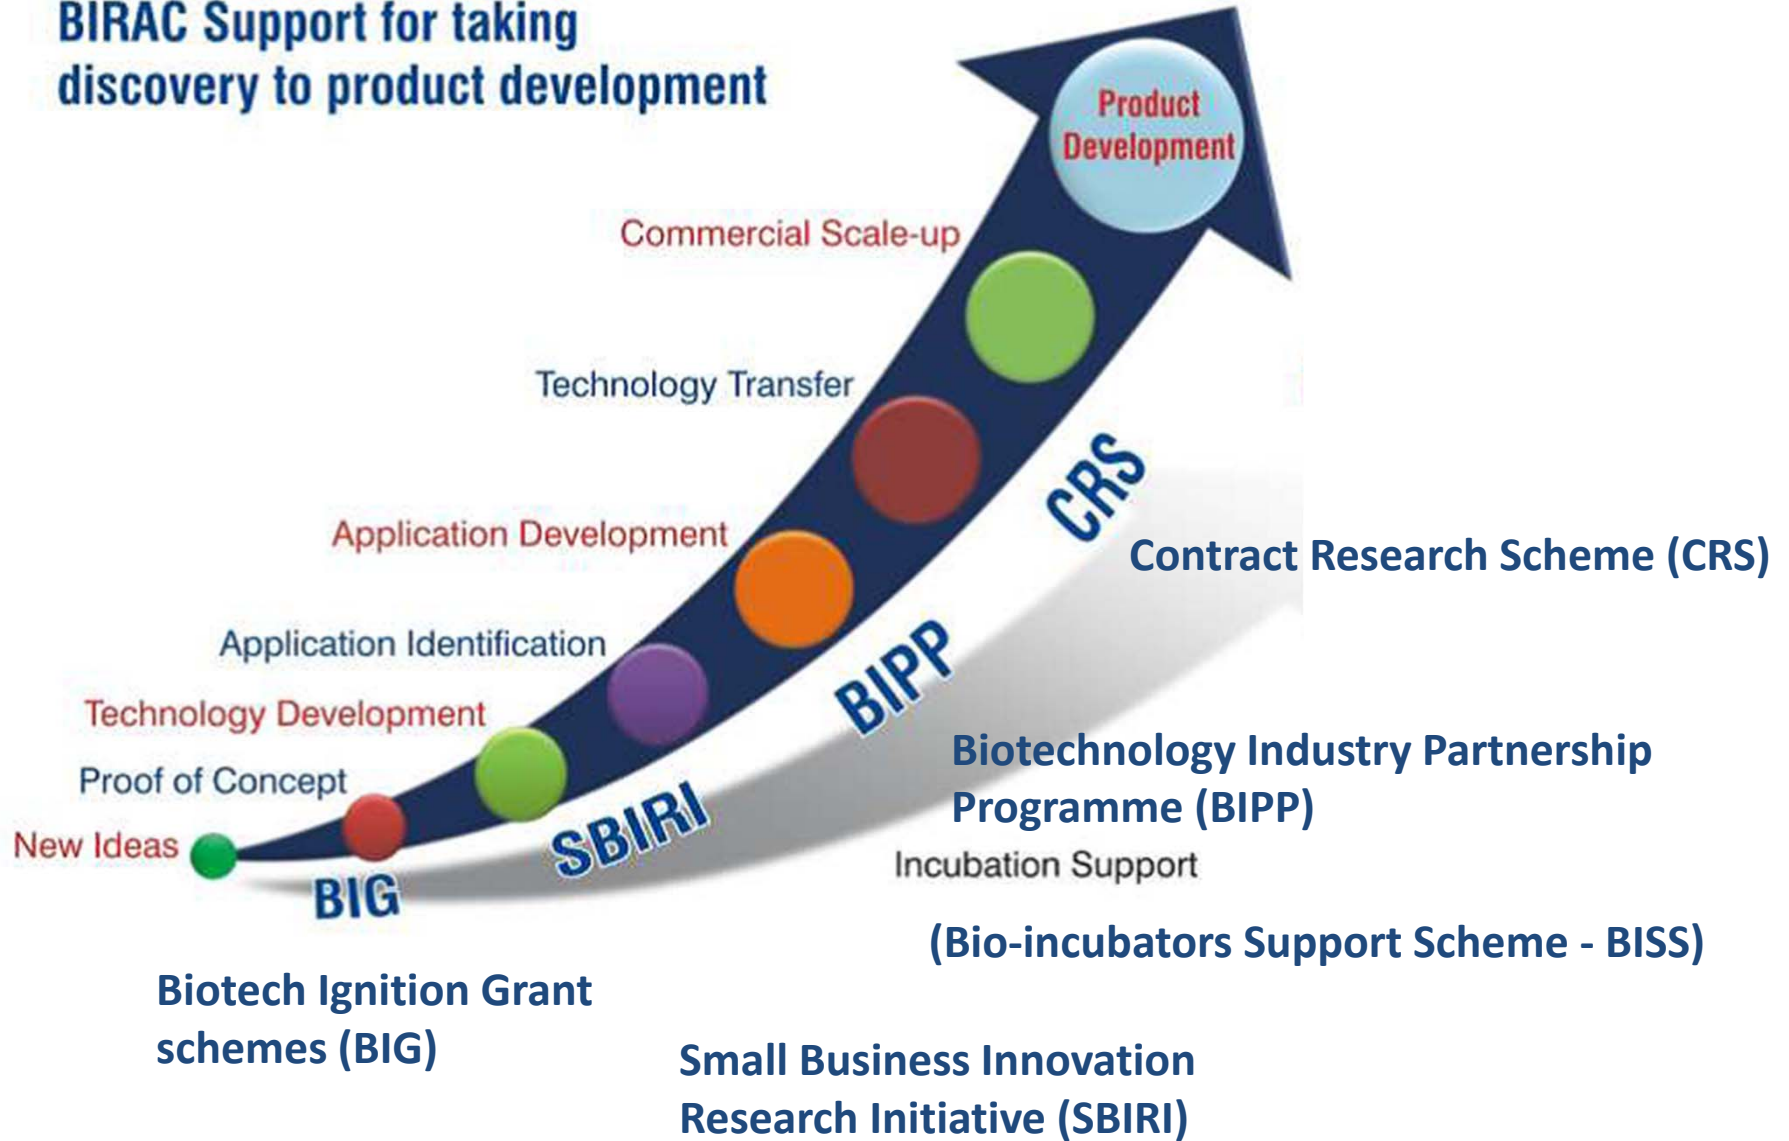 BIRAC Support for taking
discovery to product development
Product
Development
Commercial Scale-up
Technology Transfer
CRS
Application Development
Contract Research Scheme (CRS)
Application Identification
BIPP
Technology Development
Biotechnology Industry Partnership
Programme (BIPP)
Proof of Concept
SBIRI
New Ideas
Incubation Support
BIG
(Bio-incubators Support Scheme - BISS)
Biotech Ignition Grant
schemes (BIG)
Small Business Innovation
Research Initiative (SBIRI)